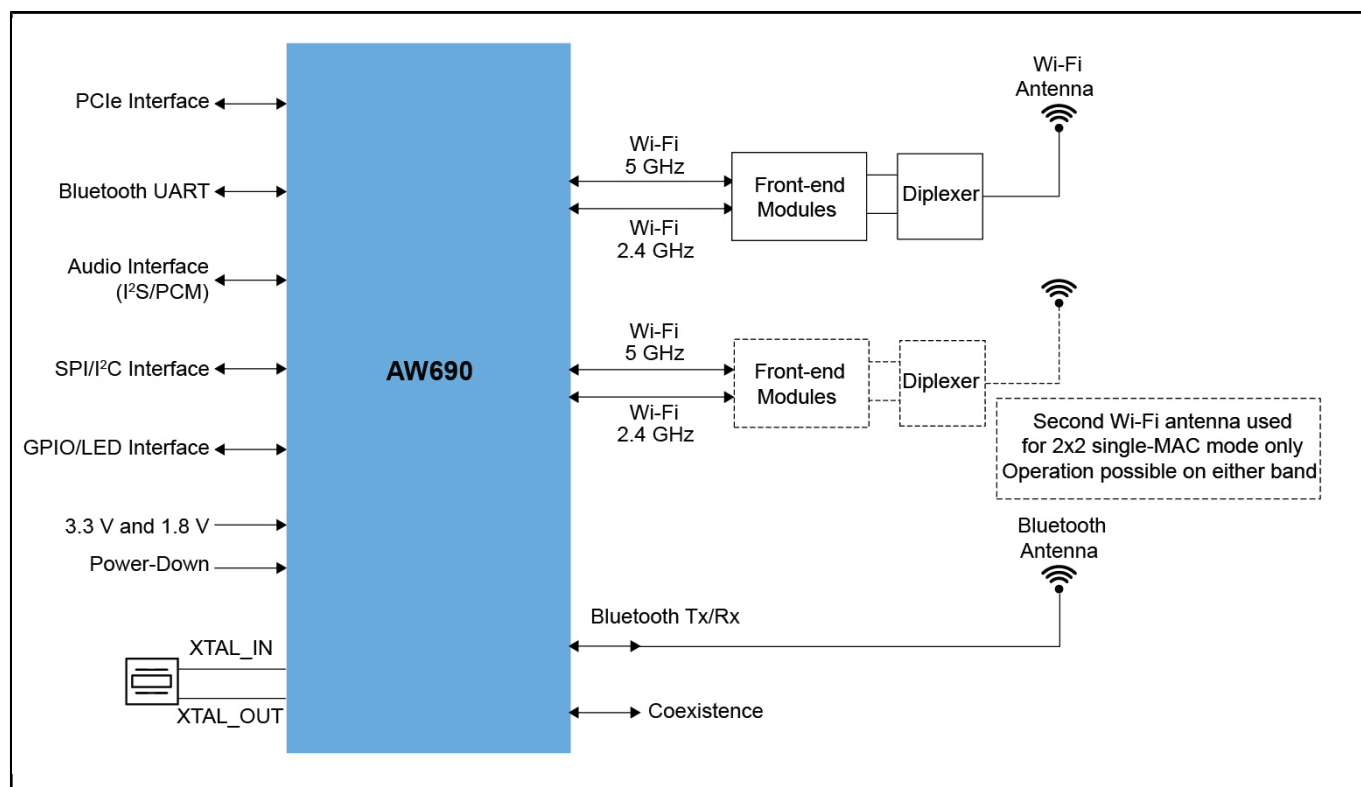 PCIe Interface
Bluetooth UART
Audio Interface
(I²S/PCM)
SPI/I²C Interface
GPIO/LED Interface
3.3 V and 1.8 V
Power-Down
XTAL_IN
XTAL_OUT
AW690
Wi-Fi
5 GHz
Wi-Fi
2.4 GHz
Front-end
Modules
Diplexer
Wi-Fi
Antenna
Wi-Fi
5 GHz
Wi-Fi
2.4 GHz
Front-end
Modules
Diplexer
Second Wi-Fi antenna used
for 2x2 single-MAC mode only
Operation possible on either band
Bluetooth
Antenna
Bluetooth Tx/Rx
Coexistence